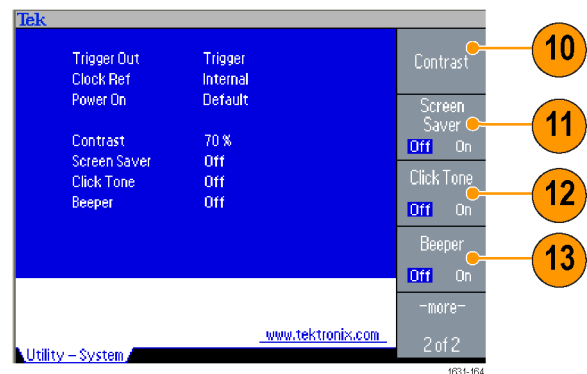 Tek
Trigger Out Trigger
Clock Ref Internal
Power On Default
Contrast 70 %
Screen Saver Off
Click Tone Off
Beeper Off
www.tektronix.com
Utility – System
Contrast
Screen
Saver
Off On
Click Tone
Off On
Beeper
Off On
–more–
2 of 2
10
11
12
13
1631-164